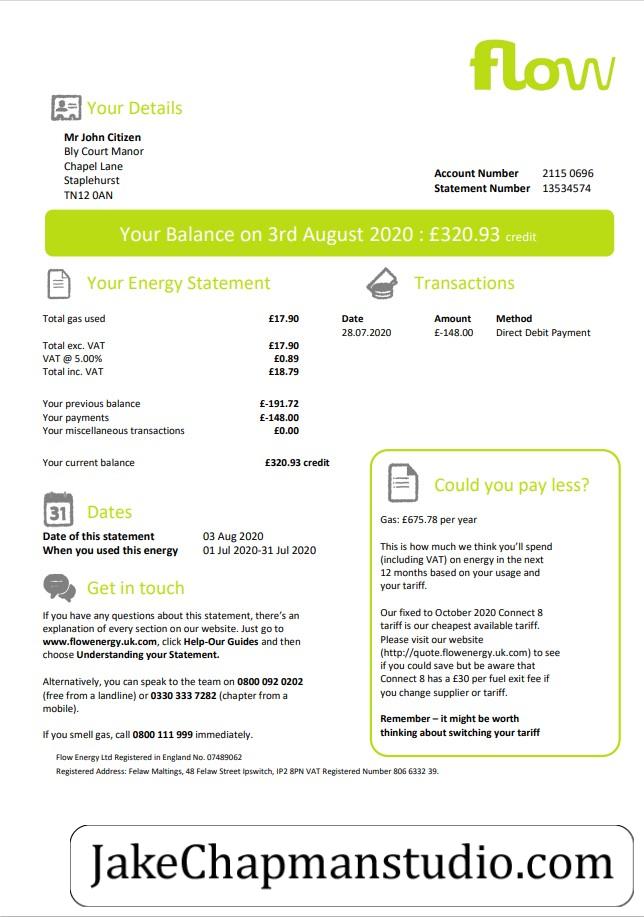 flow
Your Details
Mr John Citizen
Bly Court Manor
Chapel Lane
Staplehurst
TN12 0AN
Account Number 2115 0696
Statement Number 13534574
Your Balance on 3rd August 2020 : £320.93 credit
Your Energy Statement
Total gas used £17.90
Total exc. VAT £17.90
VAT @ 5.00% £0.89
Total inc. VAT £18.79
Your previous balance £-191.72
Your payments £-148.00
Your miscellaneous transactions £0.00
Your current balance £320.93 credit
Transactions
Date Amount Method
28.07.2020 £-148.00 Direct Debit Payment
31
Dates
Date of this statement 03 Aug 2020
When you used this energy 01 Jul 2020-31 Jul 2020
Get in touch
If you have any questions about this statement, there's an
explanation of every section on our website. Just go to
www.flowenergy.uk.com, click Help-Our Guides and then
choose Understanding your Statement.
Alternatively, you can speak to the team on 0800 092 0202
(free from a landline) or 0330 333 7282 (chapter from a
mobile).
If you smell gas, call 0800 111 999 immediately.
Could you pay less?
Gas: £675.78 per year
This is how much we think you'll spend
(including VAT) on energy in the next
12 months based on your usage and
your tariff.
Our fixed to October 2020 Connect 8
tariff is our cheapest available tariff.
Please visit our website
(http://quote.flowenergy.uk.com) to see
if you could save but be aware that
Connect 8 has a £30 per fuel exit fee if
you change supplier or tariff.
Remember – it might be worth
thinking about switching your tariff
Flow Energy Ltd Registered in England No. 07489062
Registered Address: Felaw Maltings, 48 Felaw Street Ipswich, IP2 8PN VAT Registered Number 806 6332 39.
JakeChapmanstudio.com